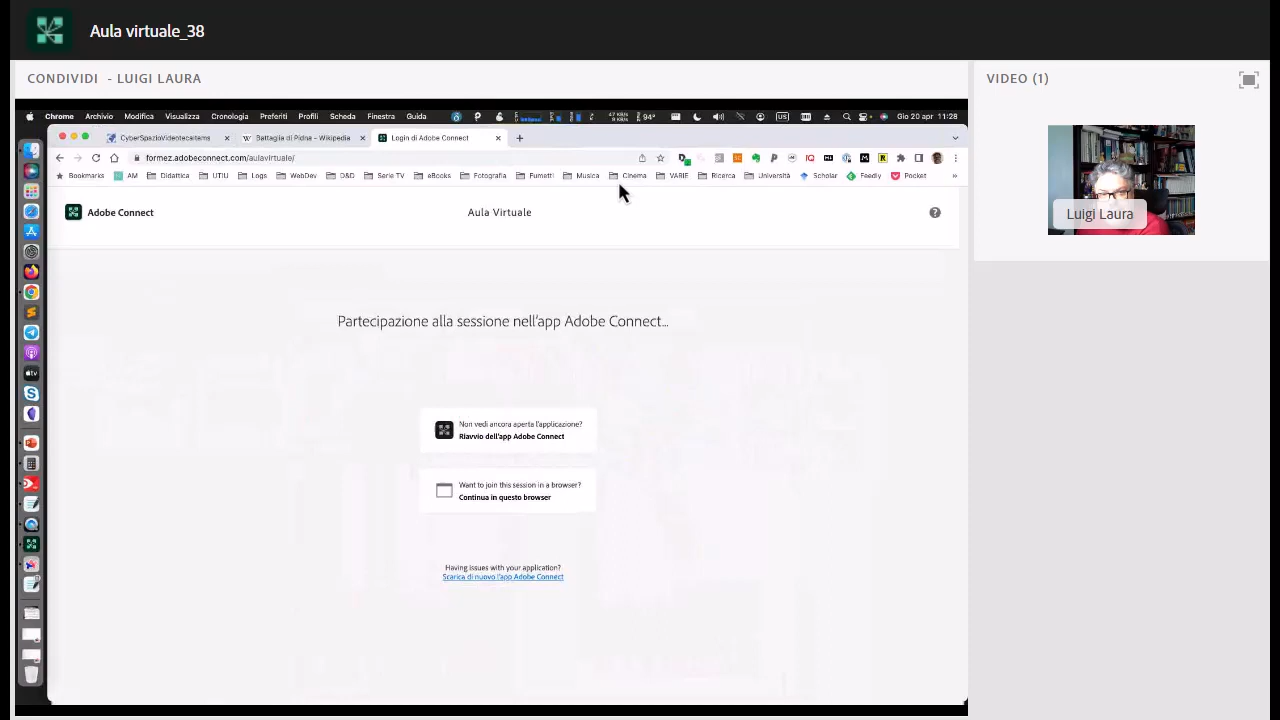 Aula virtuale_38
CONDIVIDI - LUIGI LAURA
VIDEO (1)
Chrome Archivio Modifica Visualizza Cronologia Preferiti Profili Scheda Finestra Guida
94° US Gio 20 apr 11:28
CyberSpazioVideotecaitems
Battaglia di Pidna - Wikipedia
Login di Adobe Connect
formez.adobeconnect.com/aulavirtuale/
Bookmarks AM Didattica UTIU Logs WebDev D&D Serie TV eBooks Fotografia Cinema Fumetti Musica VARIE Ricerca Università Scholar Feedly Pocket
Adobe Connect
Aula Virtuale
Luigi Laura
Partecipazione alla sessione nell'app Adobe Connect...
Non vedi ancora aperta l'applicazione?
Riavvio dell'app Adobe Connect
Want to join this session in a browser?
Continua in questo browser
Having issues with your application?
Scarica di nuovo l'app Adobe Connect